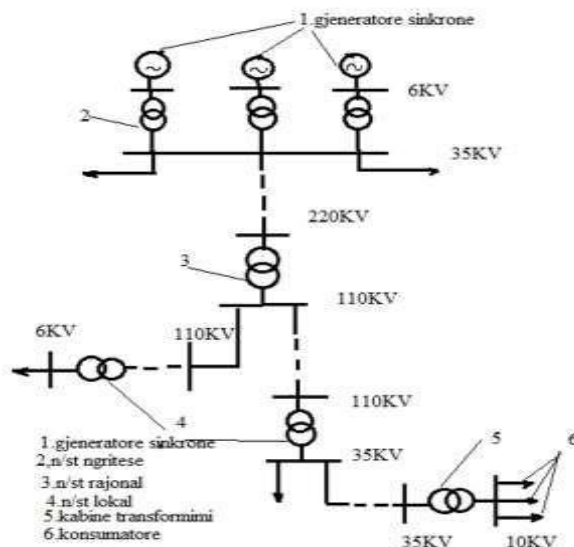 1.gjeneratore sinkrone
6KV
2
35KV
220KV
3
110KV
6KV
110KV
110KV
4
5
6
1.gjeneratore sinkrone
35KV
2,n/st ngritese
3.n/st rajonal
4.n/st lokal
5.kabine transformimi
6.konsumatore
35KV
10KV